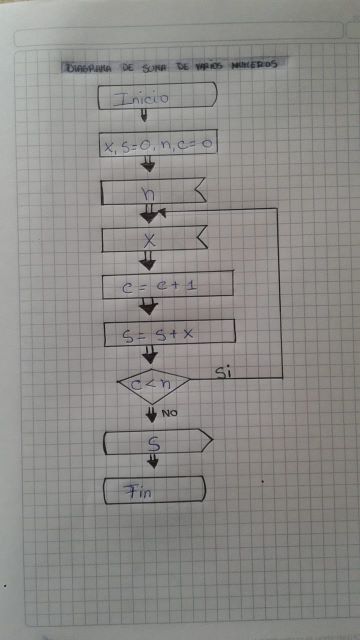 DIAGRAMA DE SUMA DE VARIOS NUMEROS
Inicio
x, s=0, n, c=0
n
x
c = c + 1
s = s + x
c < n
Si
NO
S
Fin